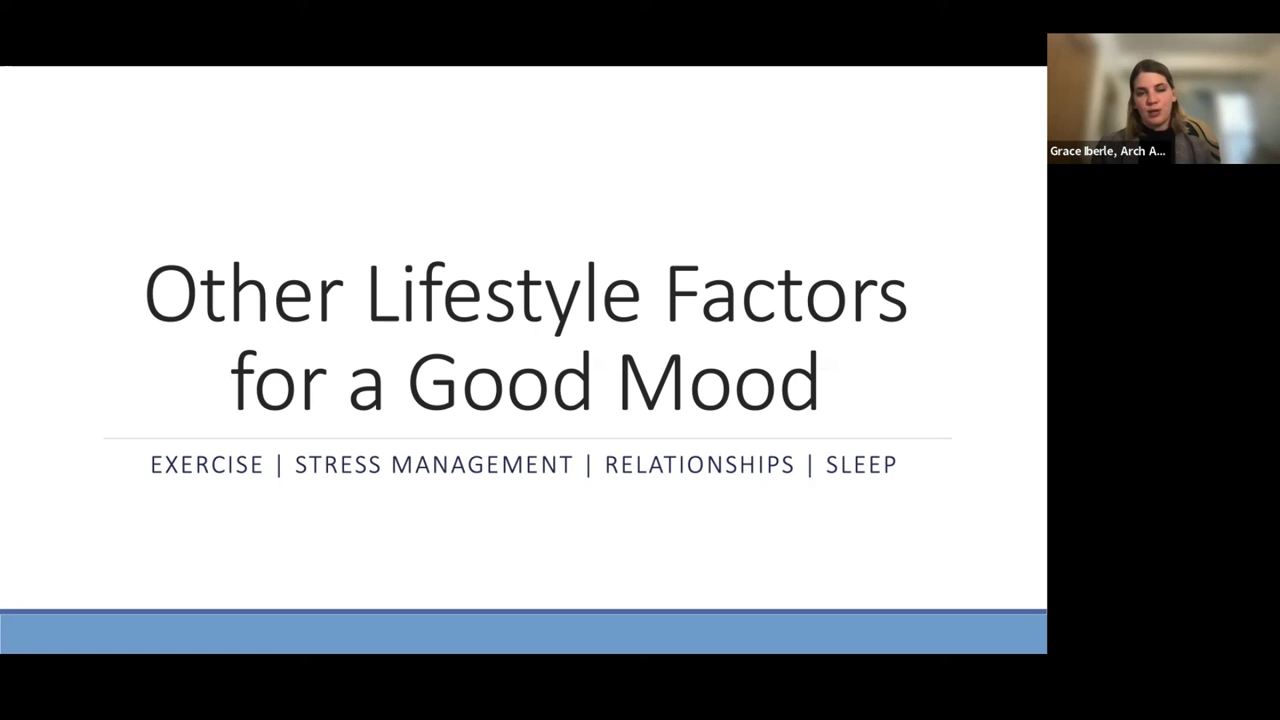 Other Lifestyle Factors
for a Good Mood
EXERCISE | STRESS MANAGEMENT | RELATIONSHIPS | SLEEP
Grace Iberle, Arch A...